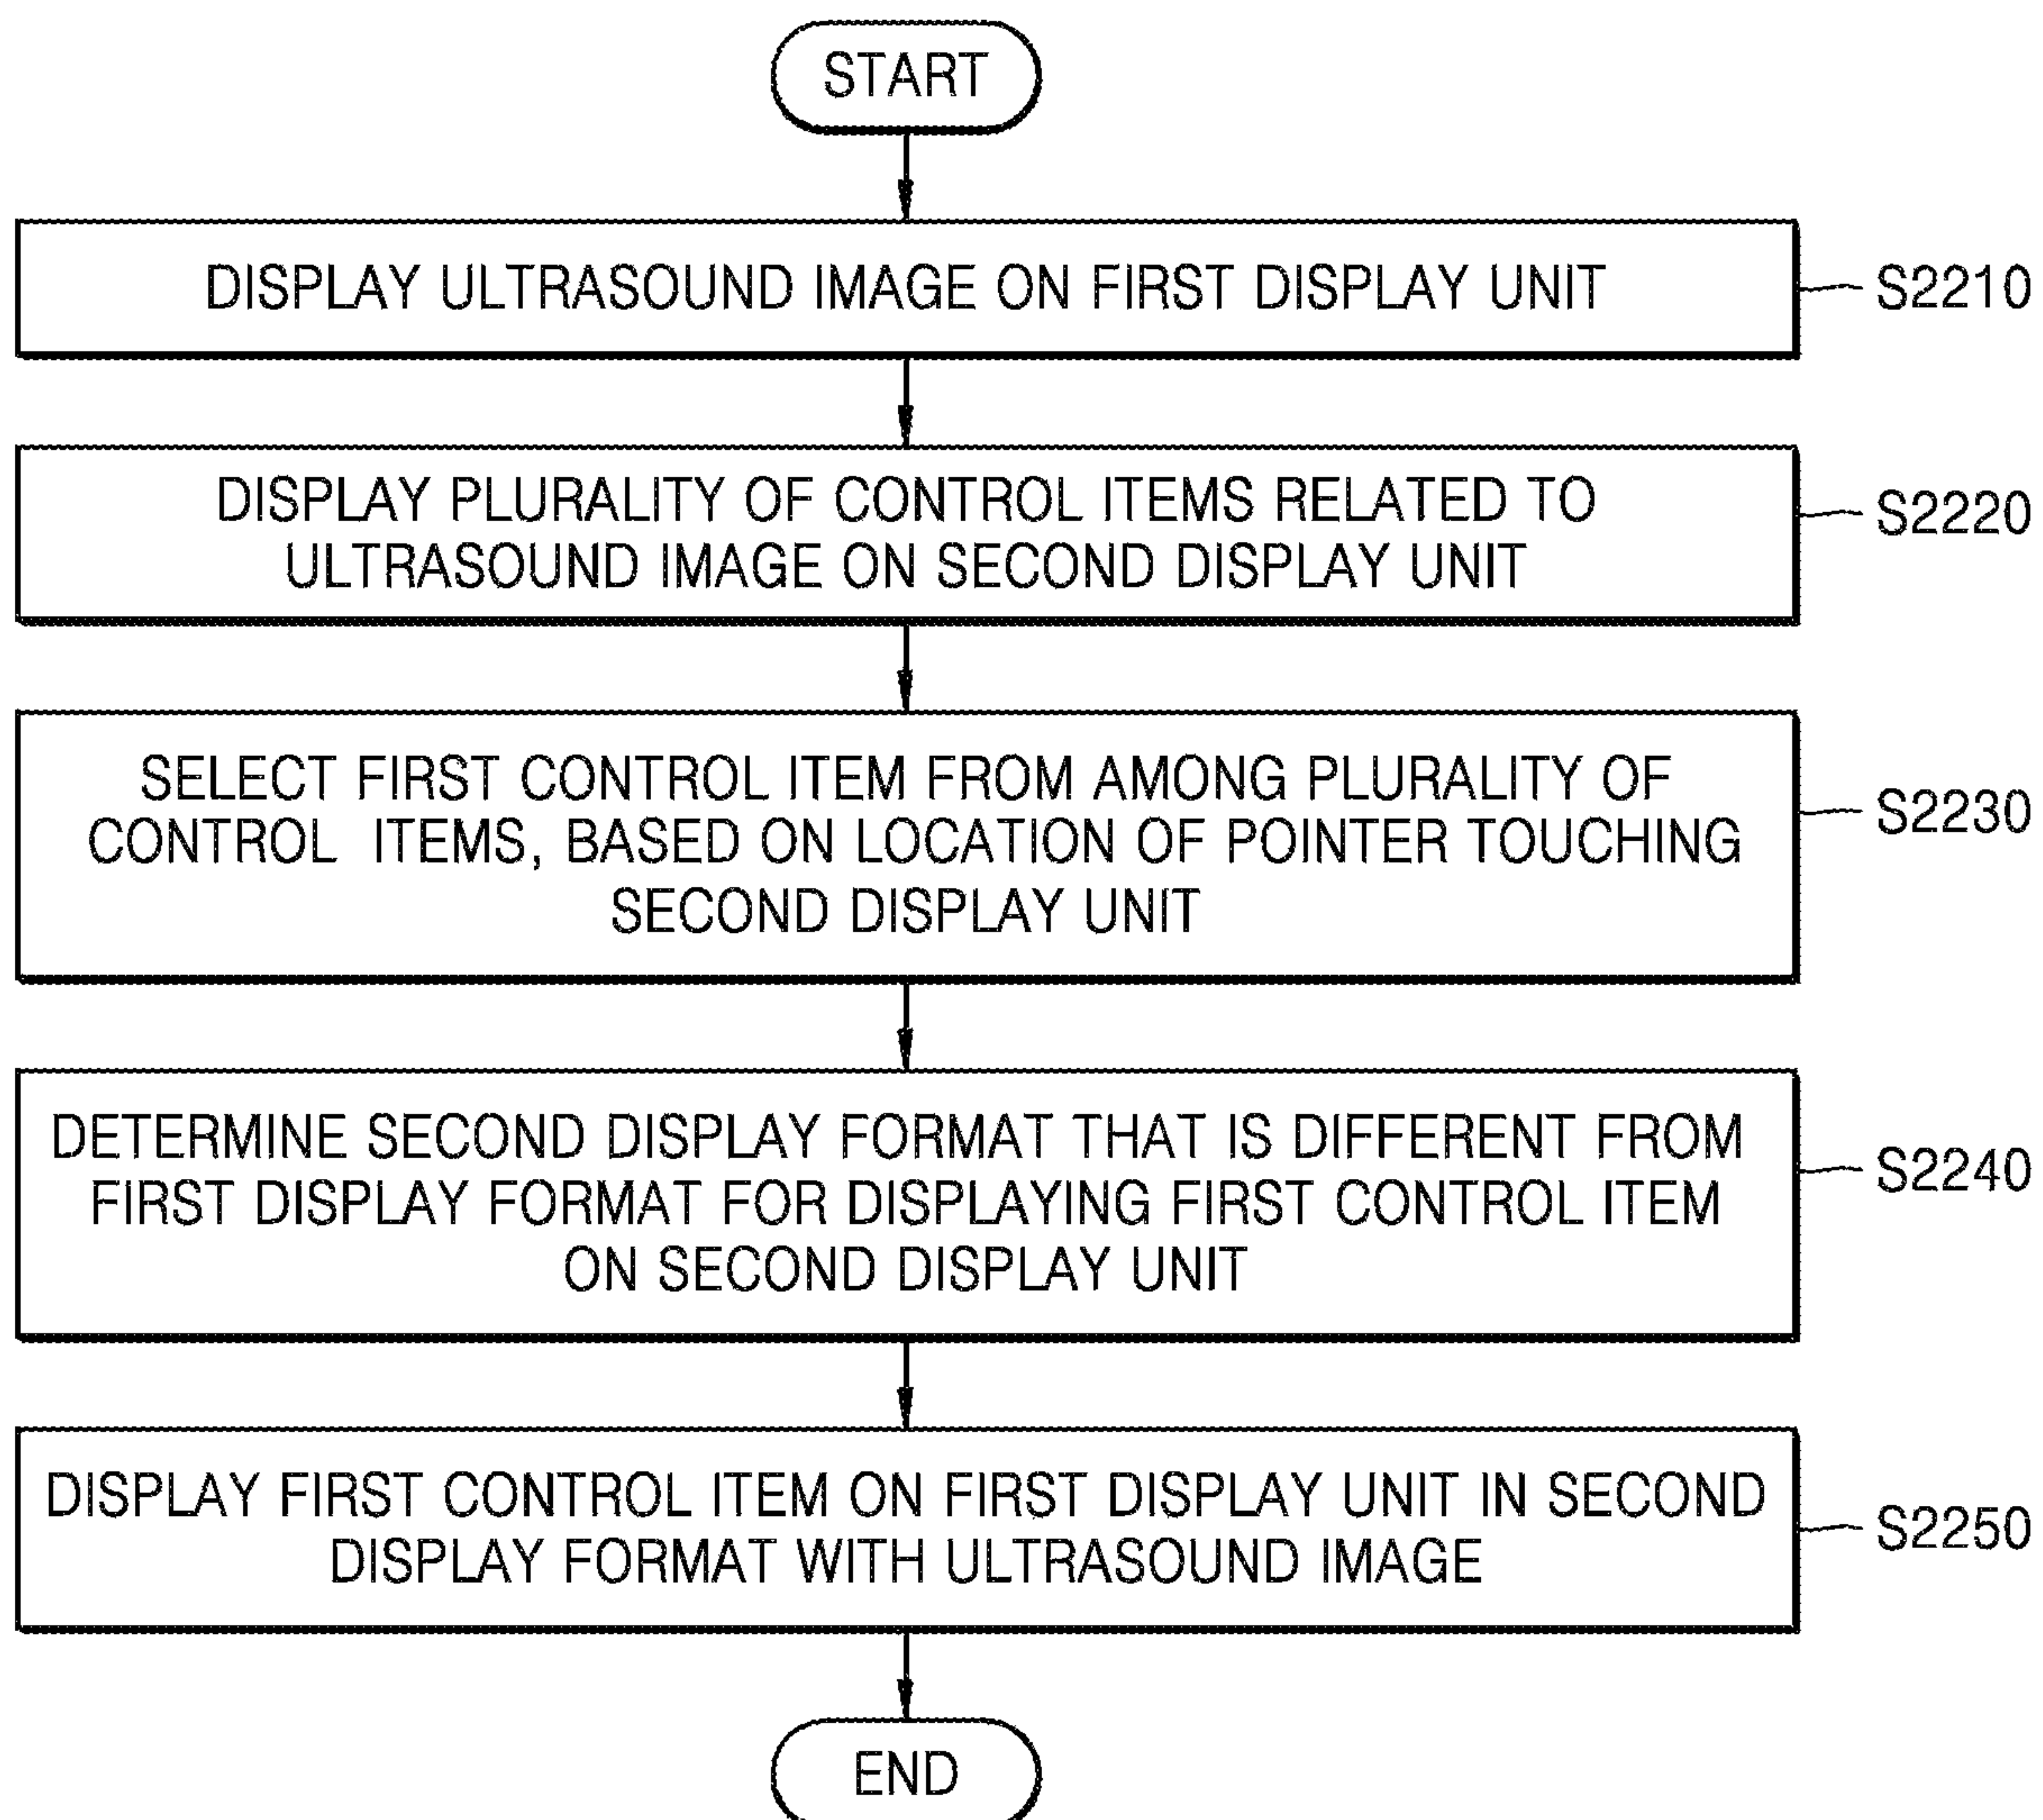 START
DISPLAY ULTRASOUND IMAGE ON FIRST DISPLAY UNIT
S2210
DISPLAY PLURALITY OF CONTROL ITEMS RELATED TO
ULTRASOUND IMAGE ON SECOND DISPLAY UNIT
S2220
SELECT FIRST CONTROL ITEM FROM AMONG PLURALITY OF
CONTROL ITEMS, BASED ON LOCATION OF POINTER TOUCHING
SECOND DISPLAY UNIT
S2230
DETERMINE SECOND DISPLAY FORMAT THAT IS DIFFERENT FROM
FIRST DISPLAY FORMAT FOR DISPLAYING FIRST CONTROL ITEM
ON SECOND DISPLAY UNIT
S2240
DISPLAY FIRST CONTROL ITEM ON FIRST DISPLAY UNIT IN SECOND
DISPLAY FORMAT WITH ULTRASOUND IMAGE
S2250
END